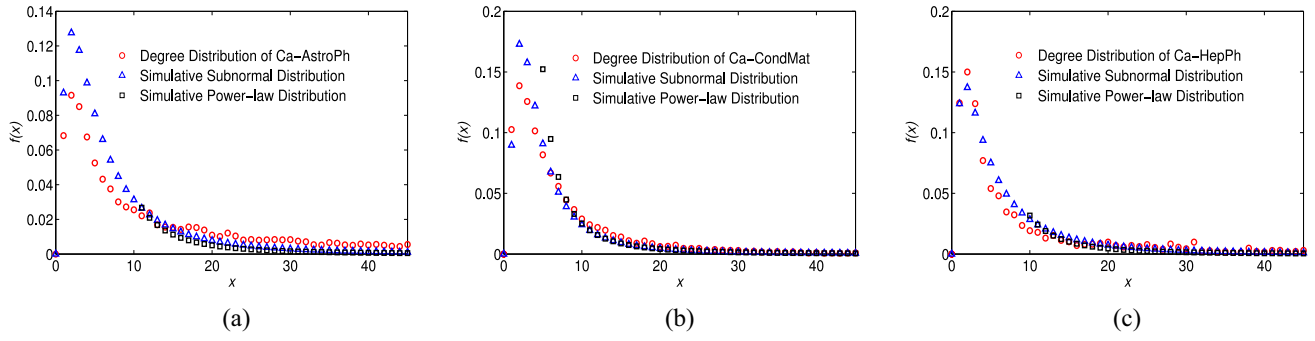 0.14
0.12
0.1
0.08
0.06
0.04
0.02
0
f(x)
0
10
20
30
40
x
Degree Distribution of Ca−AstroPh
Simulative Subnormal Distribution
Simulative Power−law Distribution
(a)
0.2
0.15
0.1
0.05
0
f(x)
0
10
20
30
40
x
Degree Distribution of Ca−CondMat
Simulative Subnormal Distribution
Simulative Power−law Distribution
(b)
0.2
0.15
0.1
0.05
0
f(x)
0
10
20
30
40
x
Degree Distribution of Ca−HepPh
Simulative Subnormal Distribution
Simulative Power−law Distribution
(c)